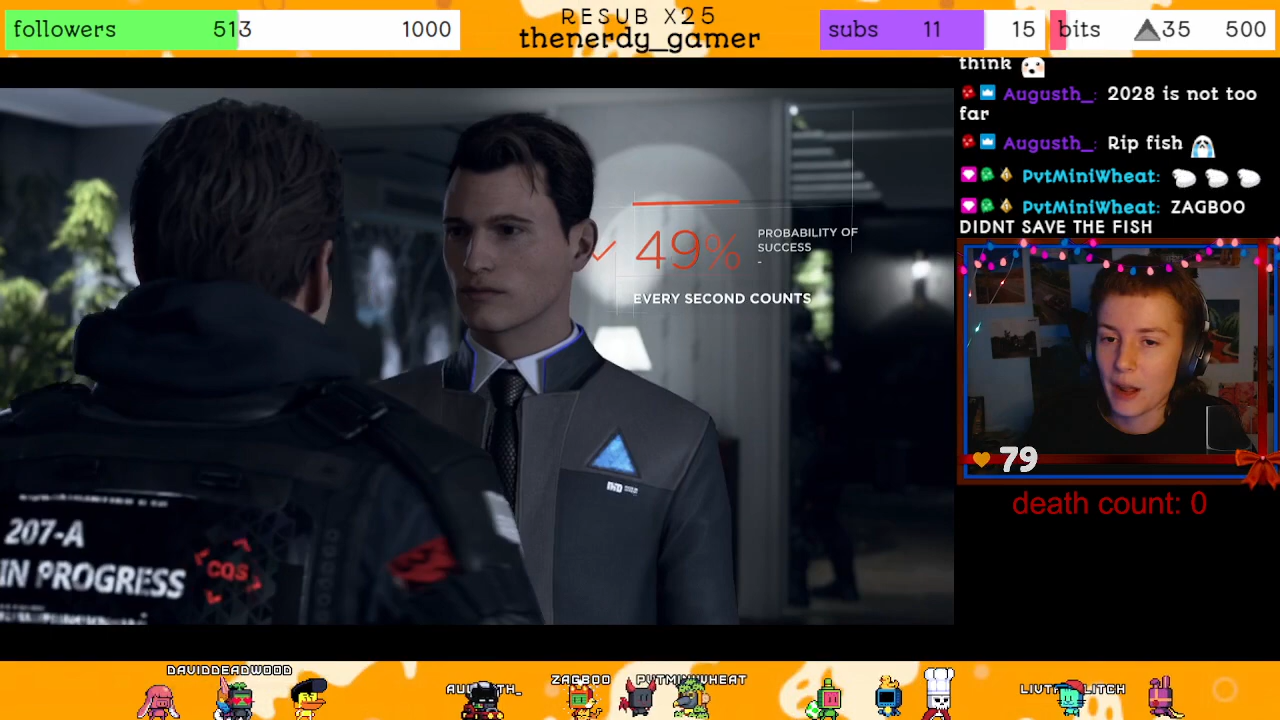 followers 513 1000
RESUB X25
thenerdy_gamer
subs 11 15
bits 35 500
think
Augusth_: 2028 is not too
far
Augusth_: Rip fish
PvtMiniWheat:
PvtMiniWheat: ZAGBOO
DIDNT SAVE THE FISH
49%
PROBABILITY OF
SUCCESS
-
EVERY SECOND COUNTS
207-A
IN PROGRESS
CQS
79
death count: 0
DAVIDDEADWOOD
ZAGBOO